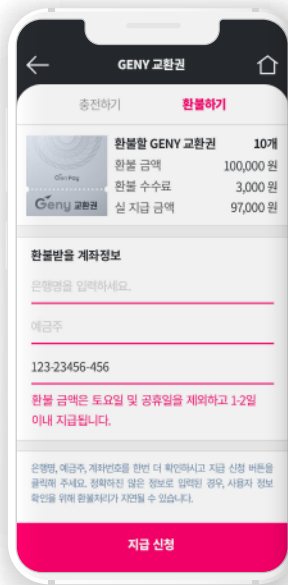 GENY 교환권
충전하기 환불하기
환불할 GENY 교환권 10개
환불 금액 100,000 원
환불 수수료 3,000 원
실 지급 금액 97,000 원
GenPay
Geny 교환권
환불받을 계좌정보
은행명을 입력하세요.
예금주
123-23456-456
환불 금액은 토요일 및 공휴일을 제외하고 1-2일
이내 지급됩니다.
은행명, 예금주, 계좌번호를 한번 더 확인하시고 지급 신청 버튼을
클릭해 주세요. 정확하진 않은 정보로 입력된 경우, 사용자 정보
확인을 위해 환불처리가 지연될 수 있습니다.
지급 신청